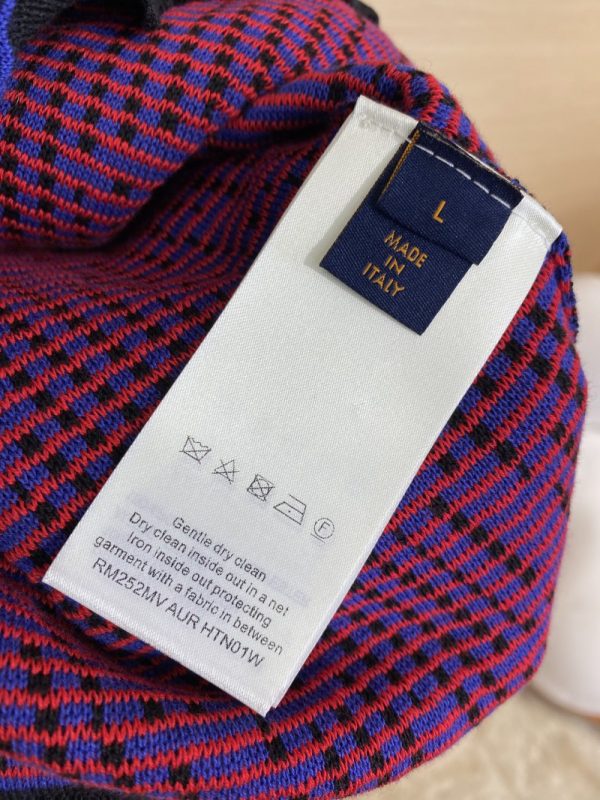 L
MADE
IN
ITALY
F
Gentle dry clean
Dry clean inside out in a net
Iron inside out protecting
garment with a fabric in between
RM252MV AUR HTN01W